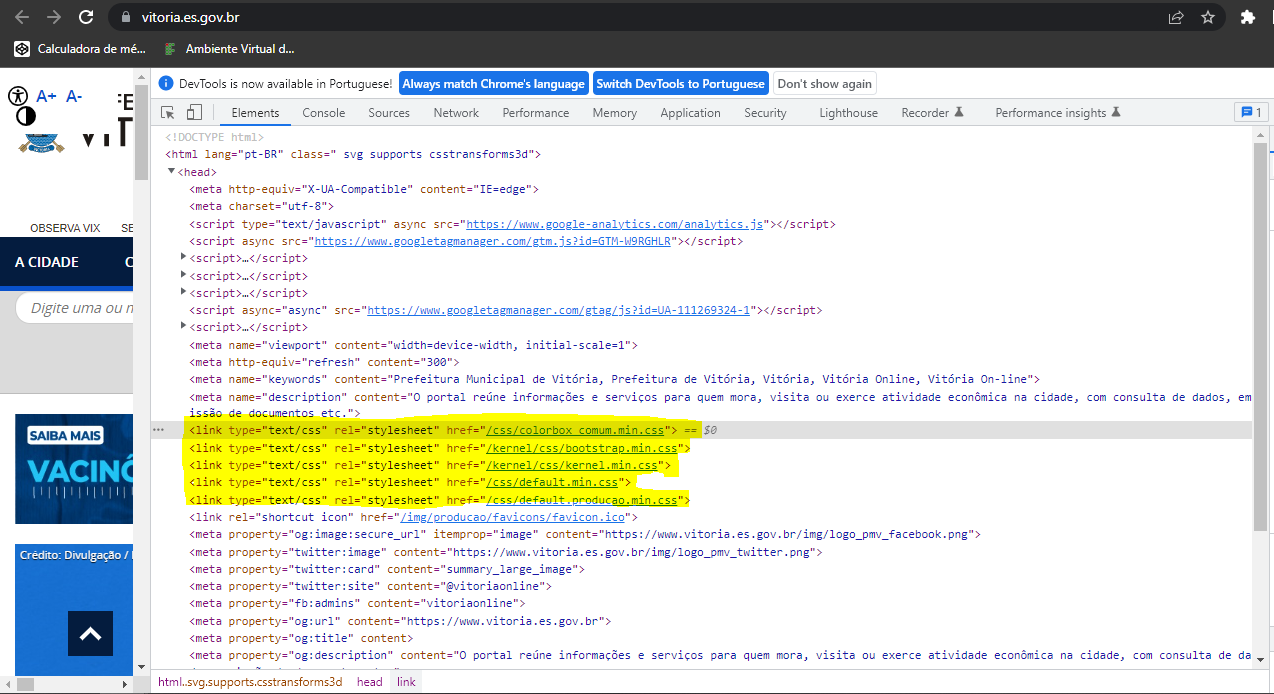 vitoria.es.gov.br
Calculadora de mé...
Ambiente Virtual d...
A+ A-
VIT
OBSERVA VIX SE
A CIDADE C
Digite uma ou n
SAIBA MAIS
VACINÔ
Crédito: Divulgação / 
DevTools is now available in Portuguese! Always match Chrome's language Switch DevTools to Portuguese Don't show again
Elements Console Sources Network Performance Memory Application Security Lighthouse Recorder Performance insights 1
<!DOCTYPE html>
<html lang="pt-BR" class=" svg supports csstransforms3d">
▼<head>
<meta http-equiv="X-UA-Compatible" content="IE=edge">
<meta charset="utf-8">
<script type="text/javascript" async src="https://www.google-analytics.com/analytics.js"></script>
<script async src="https://www.googletagmanager.com/gtm.js?id=GTM-W9RGHLR"></script>
▶<script>…</script>
▶<script>…</script>
▶<script>…</script>
<script async="async" src="https://www.googletagmanager.com/gtag/js?id=UA-111269324-1"></script>
▶<script>…</script>
<meta name="viewport" content="width=device-width, initial-scale=1">
<meta http-equiv="refresh" content="300">
<meta name="keywords" content="Prefeitura Municipal de Vitória, Prefeitura de Vitória, Vitória, Vitória Online, Vitória On-line">
<meta name="description" content="O portal reúne informações e serviços para quem mora, visita ou exerce atividade econômica na cidade, com consulta de dados, em
issão de documentos etc.">
... <link type="text/css" rel="stylesheet" href="/css/colorbox_comum.min.css"> == $0
<link type="text/css" rel="stylesheet" href="/kernel/css/bootstrap.min.css">
<link type="text/css" rel="stylesheet" href="/kernel/css/kernel.min.css">
<link type="text/css" rel="stylesheet" href="/css/default.min.css">
<link type="text/css" rel="stylesheet" href="/css/default.producao.min.css">
<link rel="shortcut icon" href="/img/producao/favicons/favicon.ico">
<meta property="og:image:secure_url" itemprop="image" content="https://www.vitoria.es.gov.br/img/logo_pmv_facebook.png">
<meta property="twitter:image" content="https://www.vitoria.es.gov.br/img/logo_pmv_twitter.png">
<meta property="twitter:card" content="summary_large_image">
<meta property="twitter:site" content="@vitoriaonline">
<meta property="fb:admins" content="vitoriaonline">
<meta property="og:url" content="https://www.vitoria.es.gov.br">
<meta property="og:title" content>
<meta property="og:description" content="O portal reúne informações e serviços para quem mora, visita ou exerce atividade econômica na cidade, com consulta de da
html..svg.supports.csstransforms3d head link